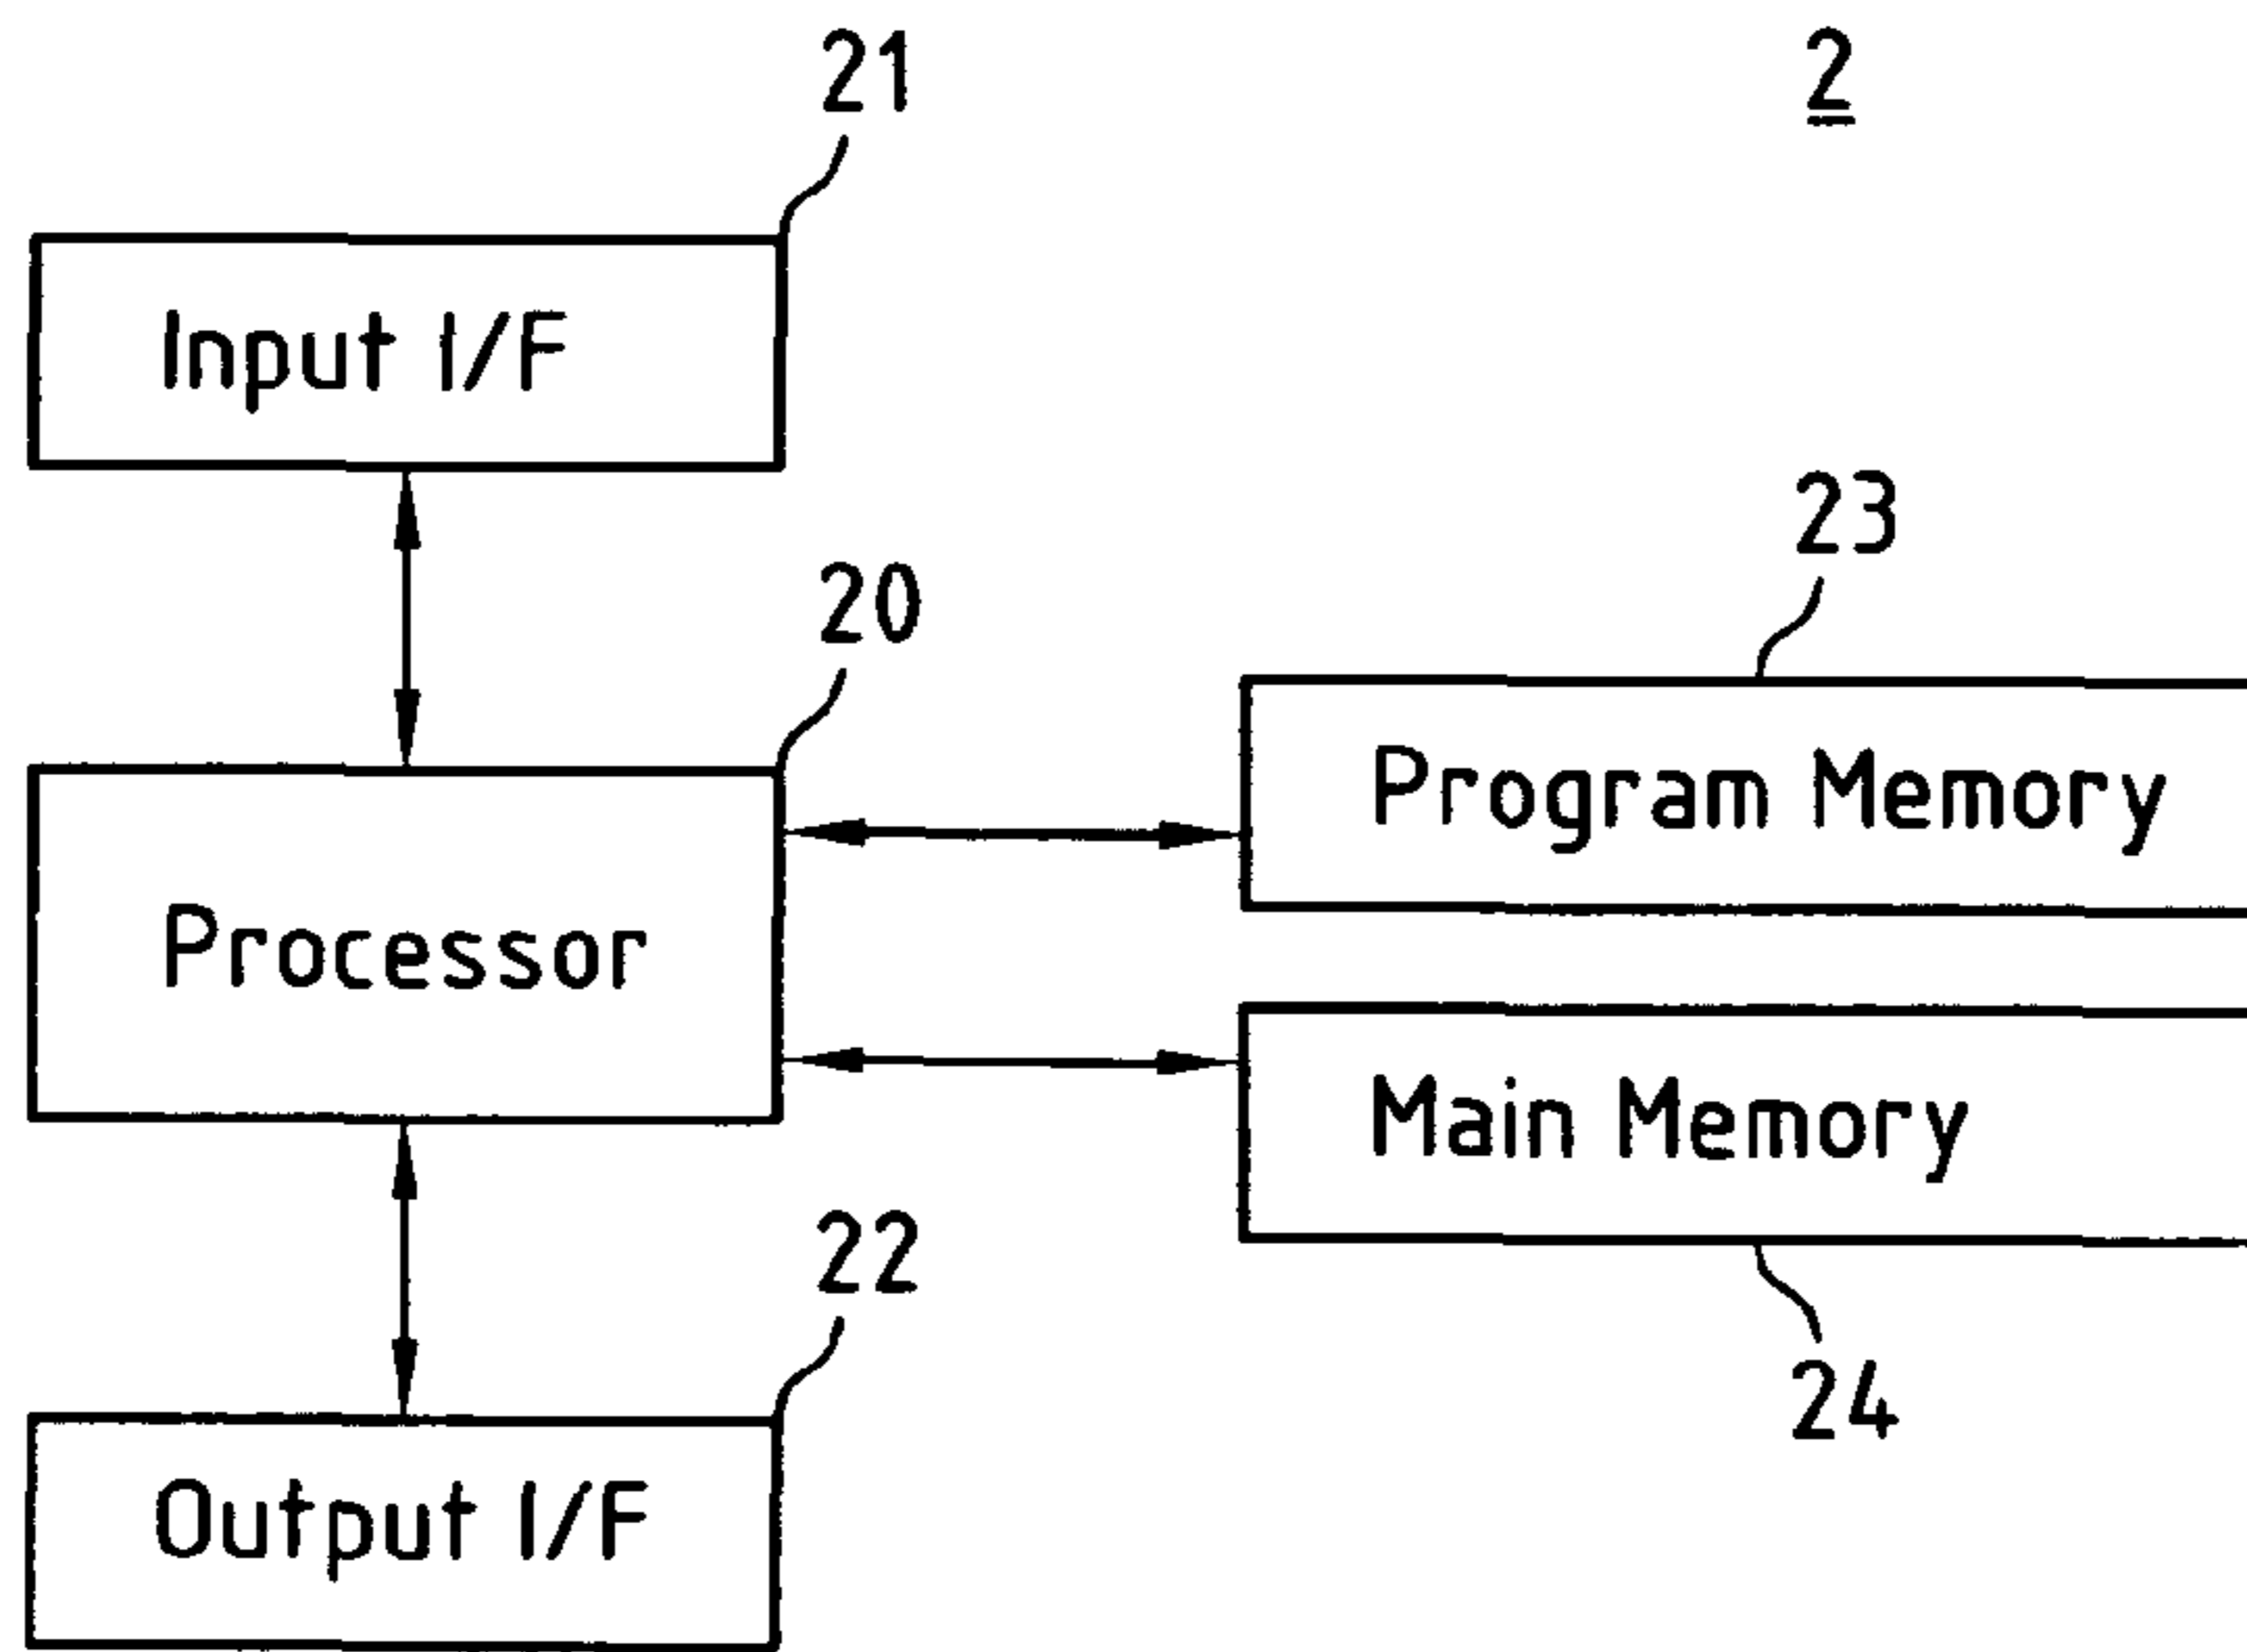 21
2
Input I/F
23
20
Program Memory
Processor
Main Memory
22
24
Output I/F